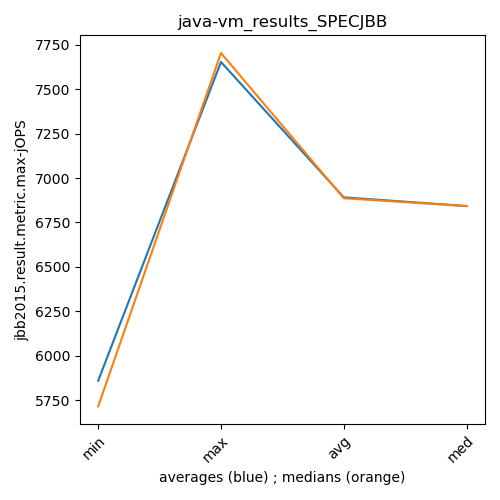 java-vm_results_SPECJBB
jbb2015.result.metric.max-jOPS
7750
7500
7250
7000
6750
6500
6250
6000
5750
min
max
avg
med
averages (blue) ; medians (orange)